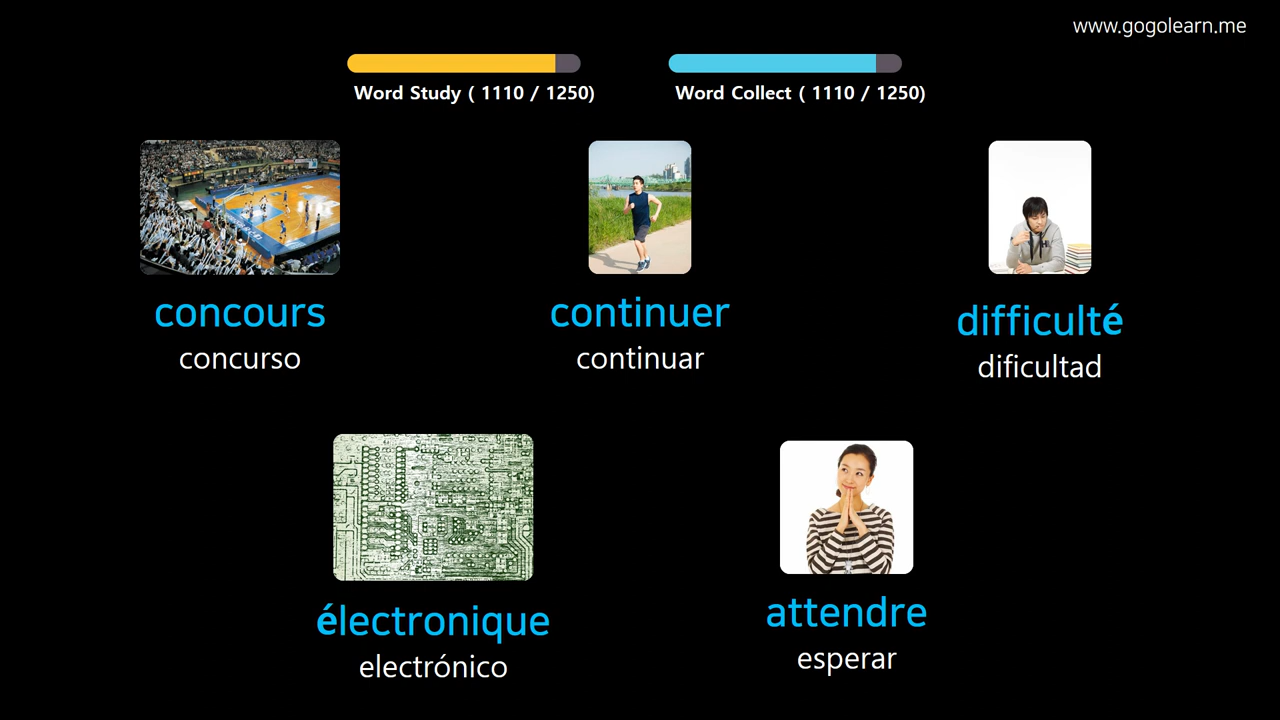 www.gogolearn.me
Word Study ( 1110 / 1250)
Word Collect ( 1110 / 1250)
concours
concurso
continuer
continuar
difficulté
dificultad
électronique
electrónico
attendre
esperar